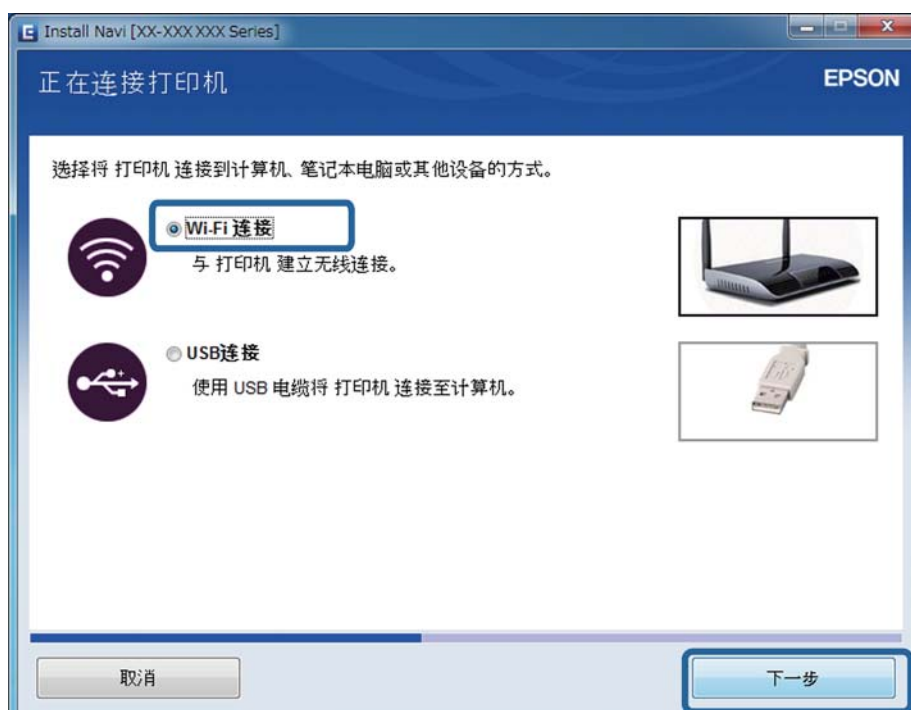 Install Navi [XX-XXX XXX Series]
正在连接打印机
EPSON
选择将 打印机 连接到计算机、笔记本电脑或其他设备的方式。
Wi-Fi 连接
与 打印机 建立无线连接。
USB连接
使用 USB 电缆将 打印机 连接至计算机。
取消
下一步